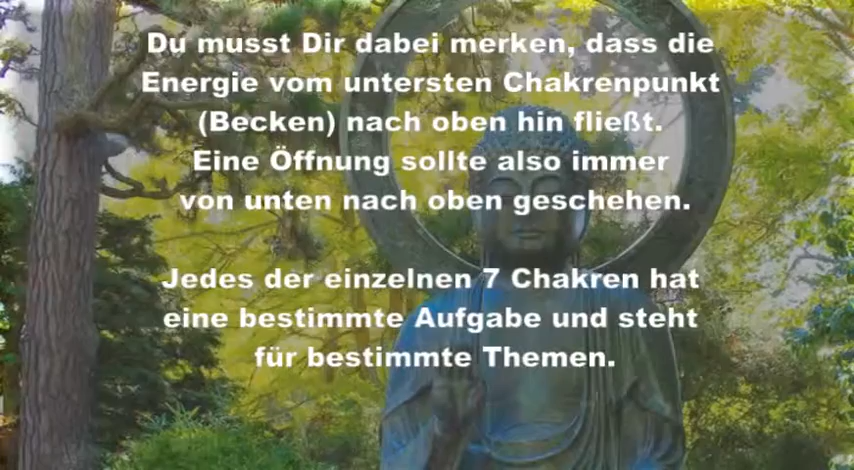 Du musst Dir dabei merken, dass die
Energie vom untersten Chakrenpunkt
(Becken) nach oben hin fließt.
Eine Öffnung sollte also immer
von unten nach oben geschehen.
Jedes der einzelnen 7 Chakren hat
eine bestimmte Aufgabe und steht
für bestimmte Themen.